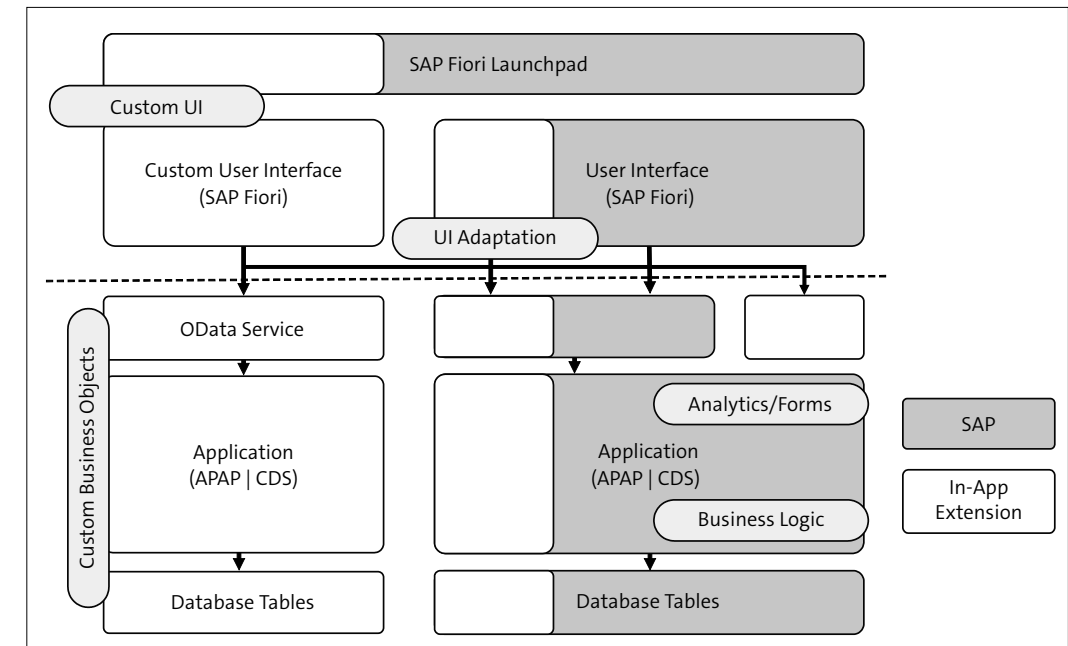 SAP Fiori Launchpad
Custom UI
Custom User Interface
(SAP Fiori)
User Interface
(SAP Fiori)
UI Adaptation
Custom Business Objects
OData Service
Application
(APAP | CDS)
Analytics/Forms
Application
(APAP | CDS)
Business Logic
Database Tables
Database Tables
SAP
In-App
Extension